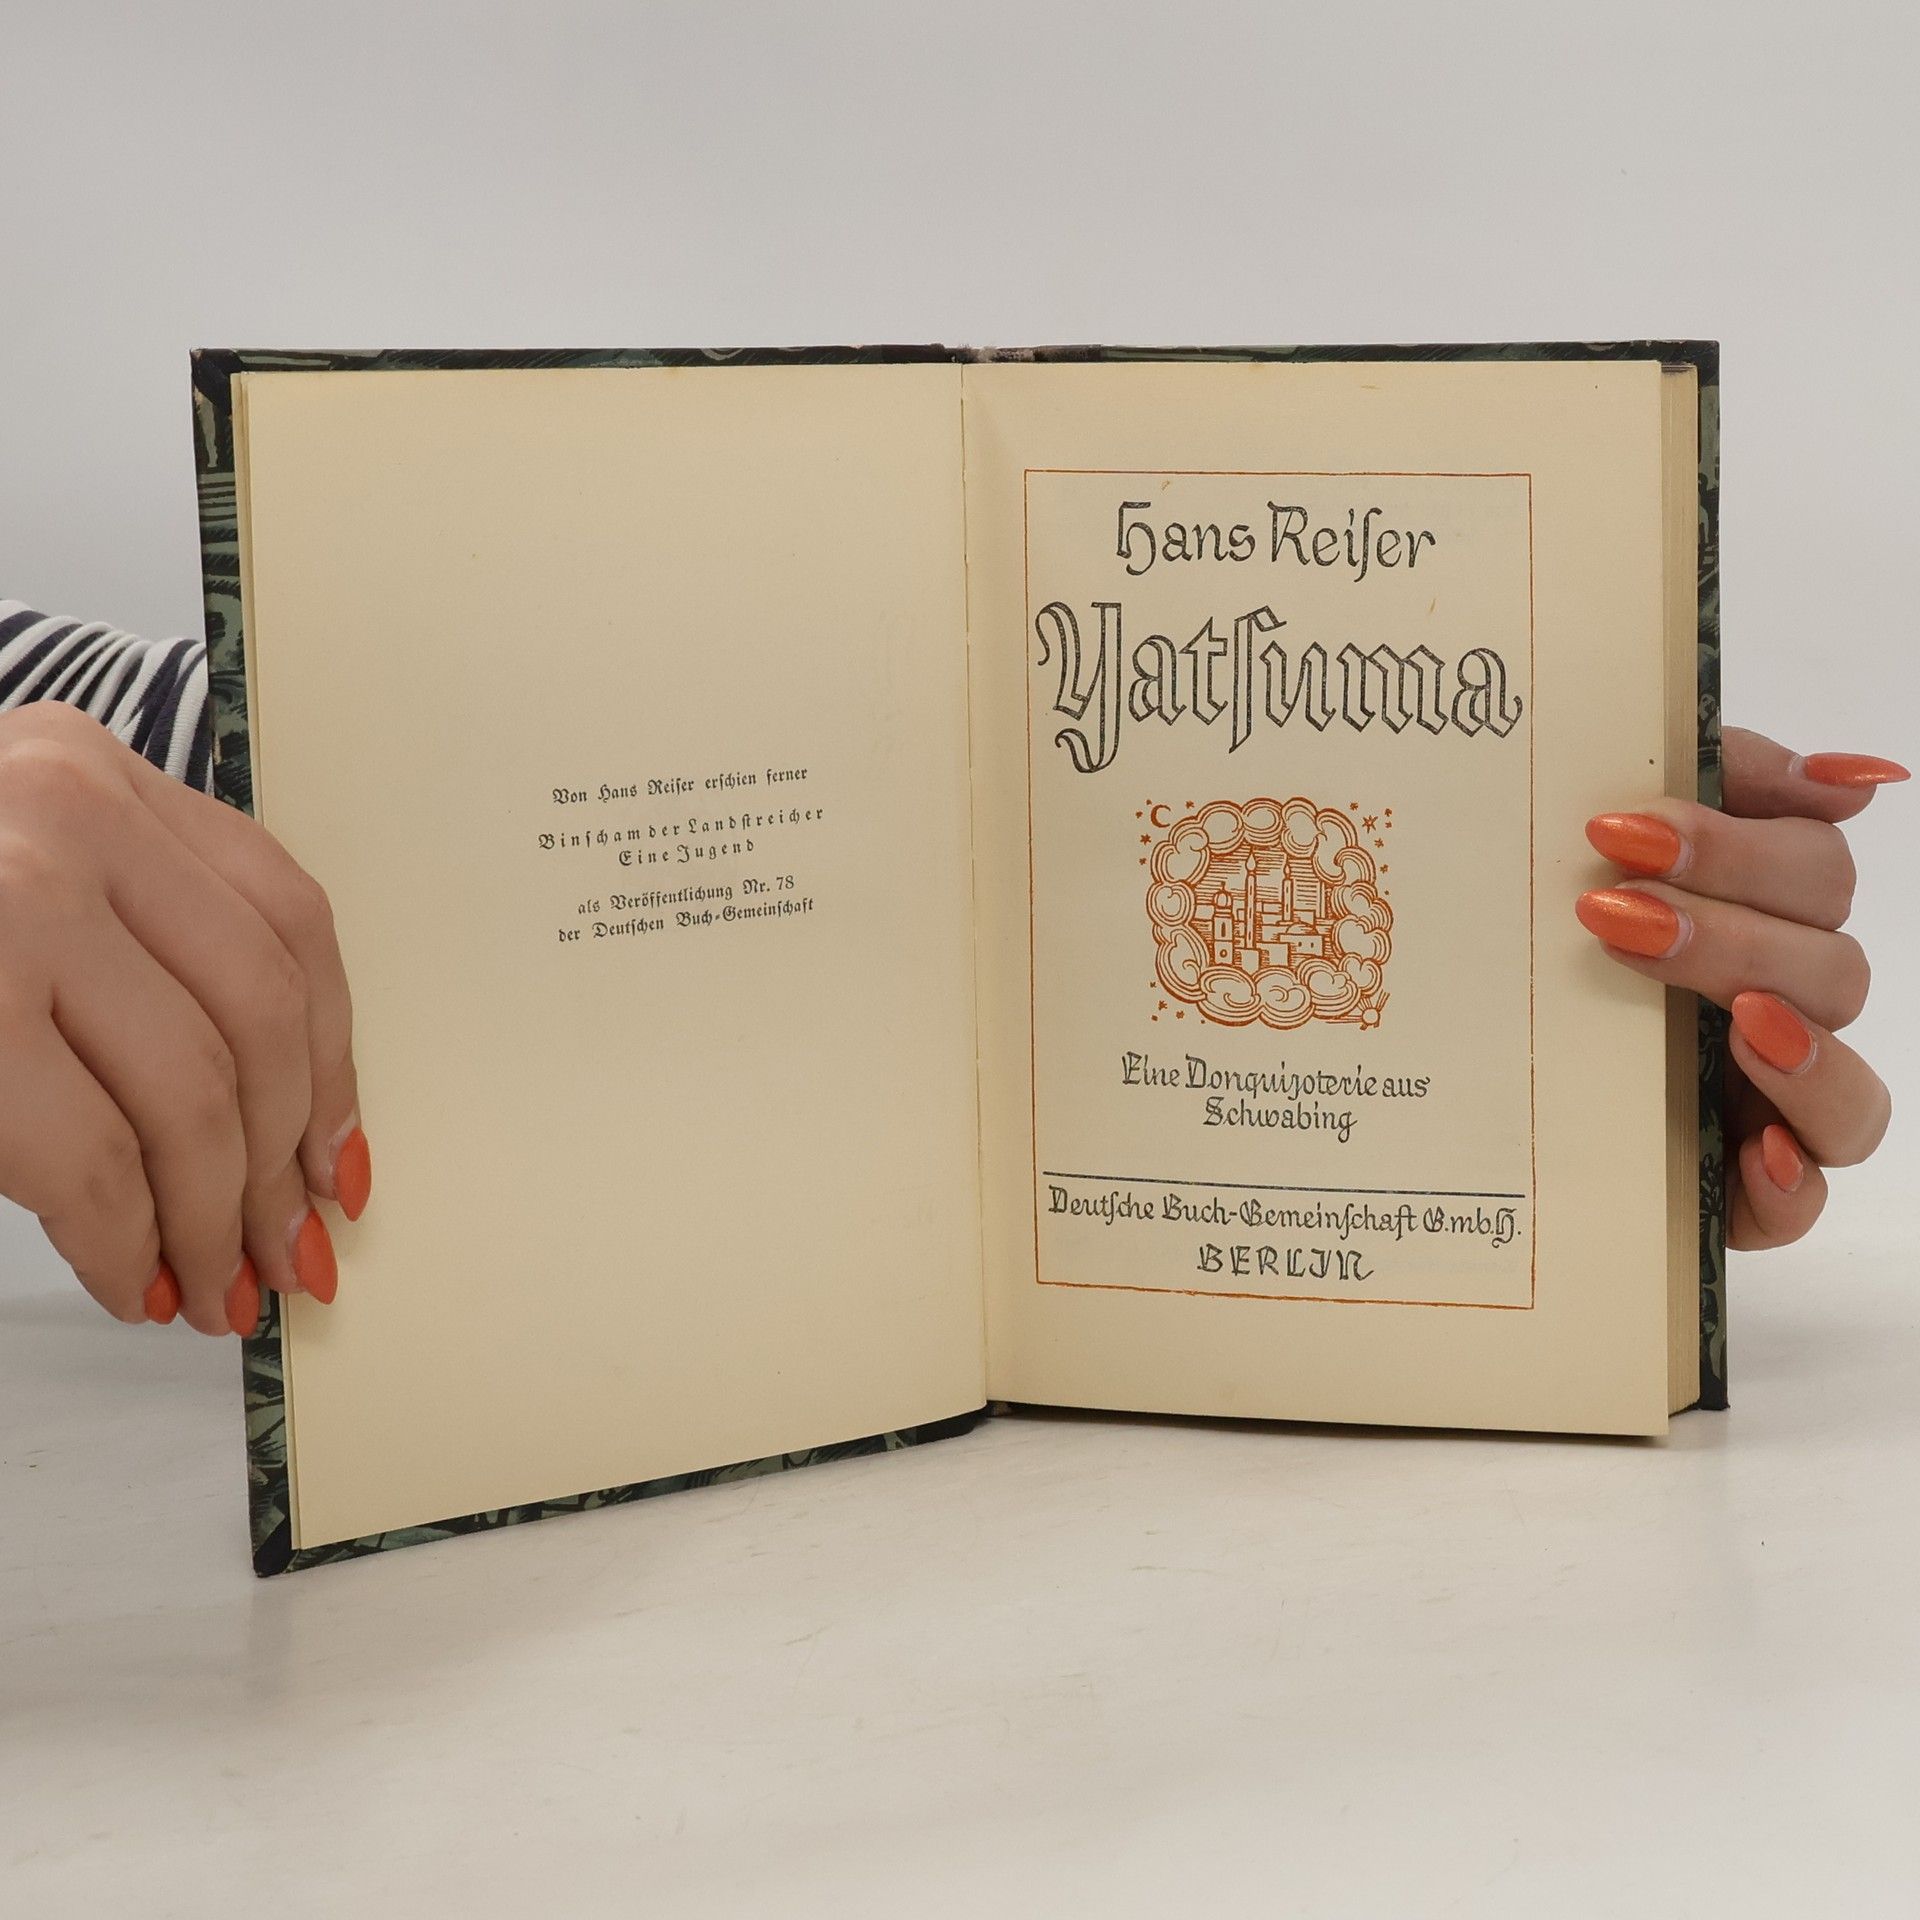 Von Hans Reiſer erſchien ferner
Binſcham der Landſtreicher
Eine Jugend
als Veröffentlichung Nr. 78
der Deutſchen Buch-Gemeinſchaft
Hans Reiſer
Yatſuma
Eine Donquixoterie aus
Schwabing
Deutſche Buch-Gemeinſchaft G.m.b.H.
BERLIN